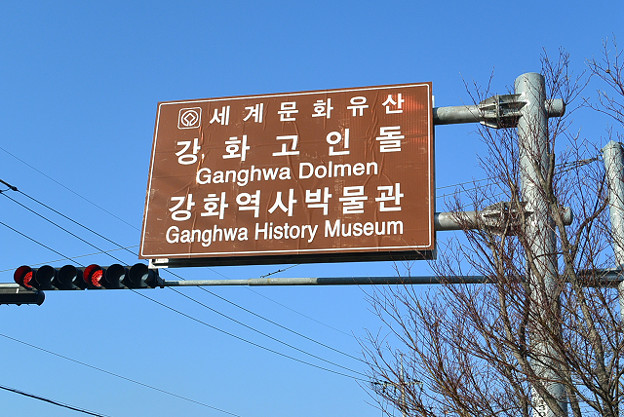 세계문화유산
강화고인돌
Ganghwa Dolmen
강화역사박물관
Ganghwa History Museum